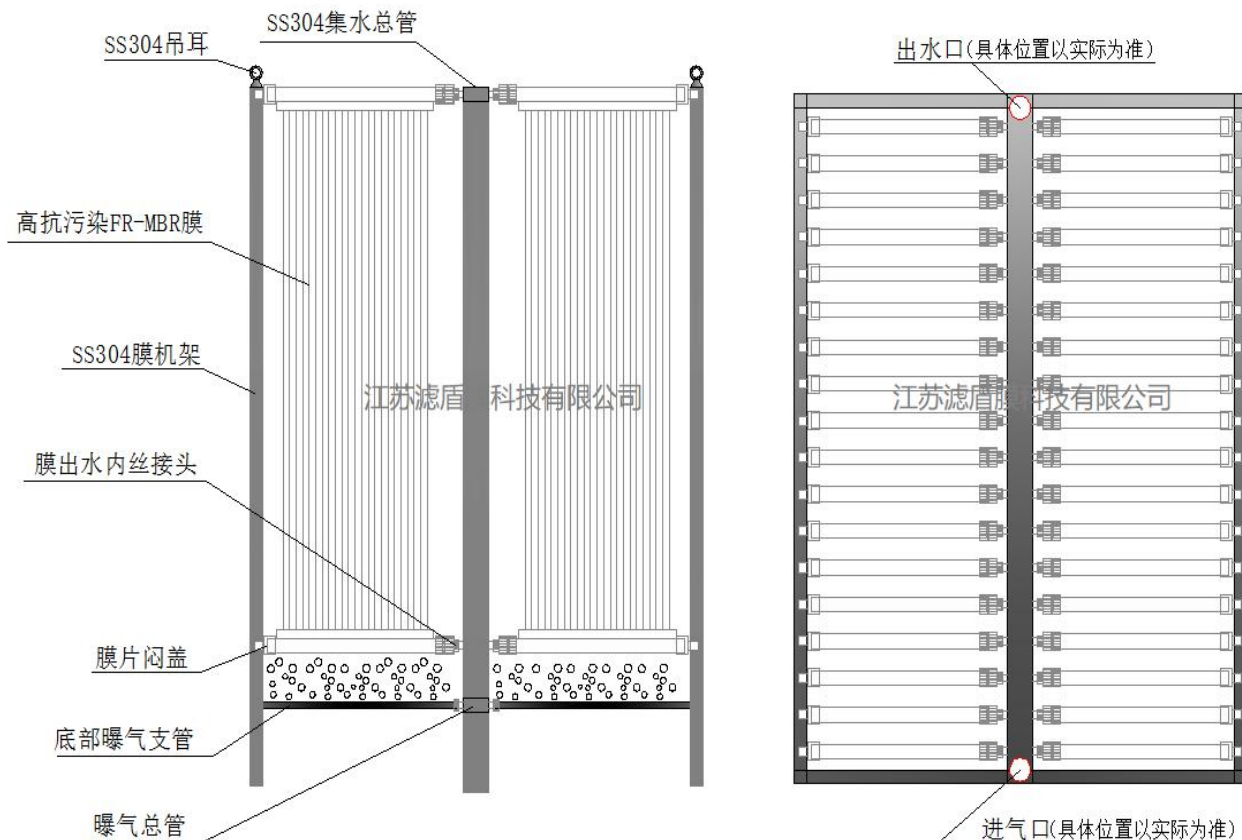 SS304集水总管
SS304吊耳
出水口(具体位置以实际为准)
高抗污染FR-MBR膜
SS304膜机架
江苏滤盾膜科技有限公司
江苏滤盾膜科技有限公司
膜出水内丝接头
膜片闷盖
底部曝气支管
曝气总管
进气口(具体位置以实际为准)